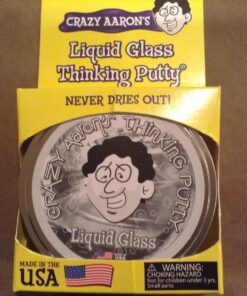 CRAZY AARON'S
Liquid Glass
Thinking Putty®
NEVER DRIES OUT!
CRAZY AARON'S THINKING PUTTY
Liquid Glass
USA
MADE IN THE
USA
WARNING:
CHOKING HAZARD
Not for children under 3 yrs.
Small parts.